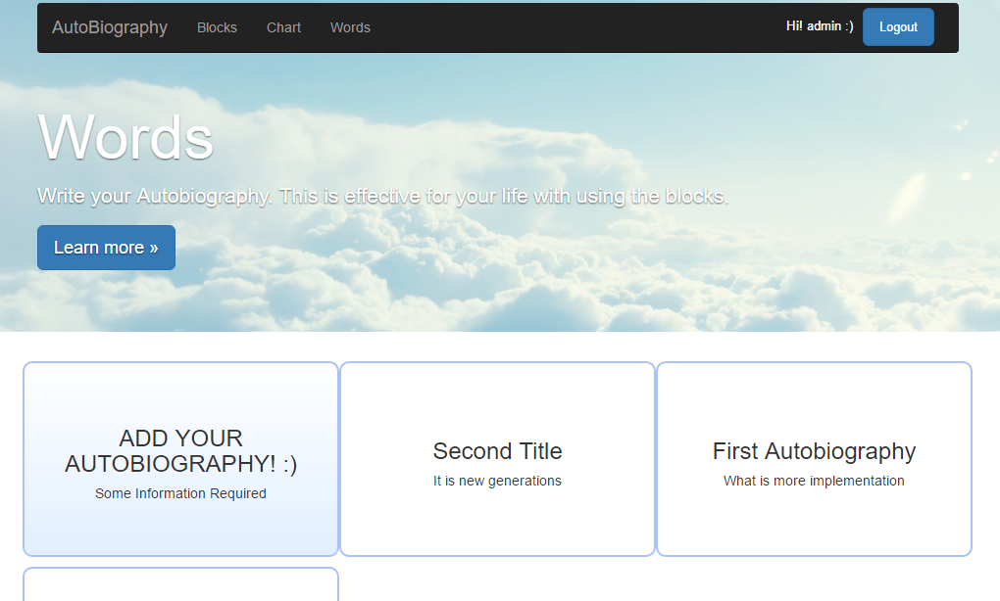 AutoBiography Blocks Chart Words Hi! admin :) Logout
Words
Write your Autobiography. This is effective for your life with using the blocks.
Learn more »
ADD YOUR
AUTOBIOGRAPHY! :)
Some Information Required
Second Title
It is new generations
First Autobiography
What is more implementation